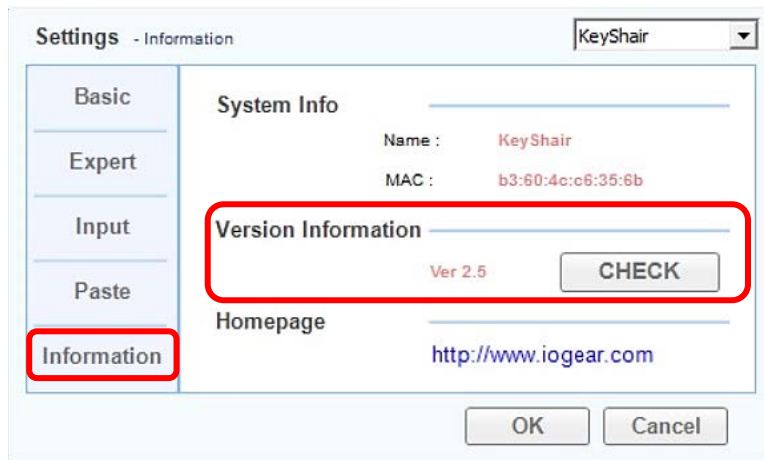 Settings - Information
KeyShair
Basic
Expert
Input
Paste
Information
System Info
Name : KeyShair
MAC : b3:60:4c:c6:35:6b
Version Information
Ver 2.5 CHECK
Homepage
http://www.iogear.com
OK Cancel